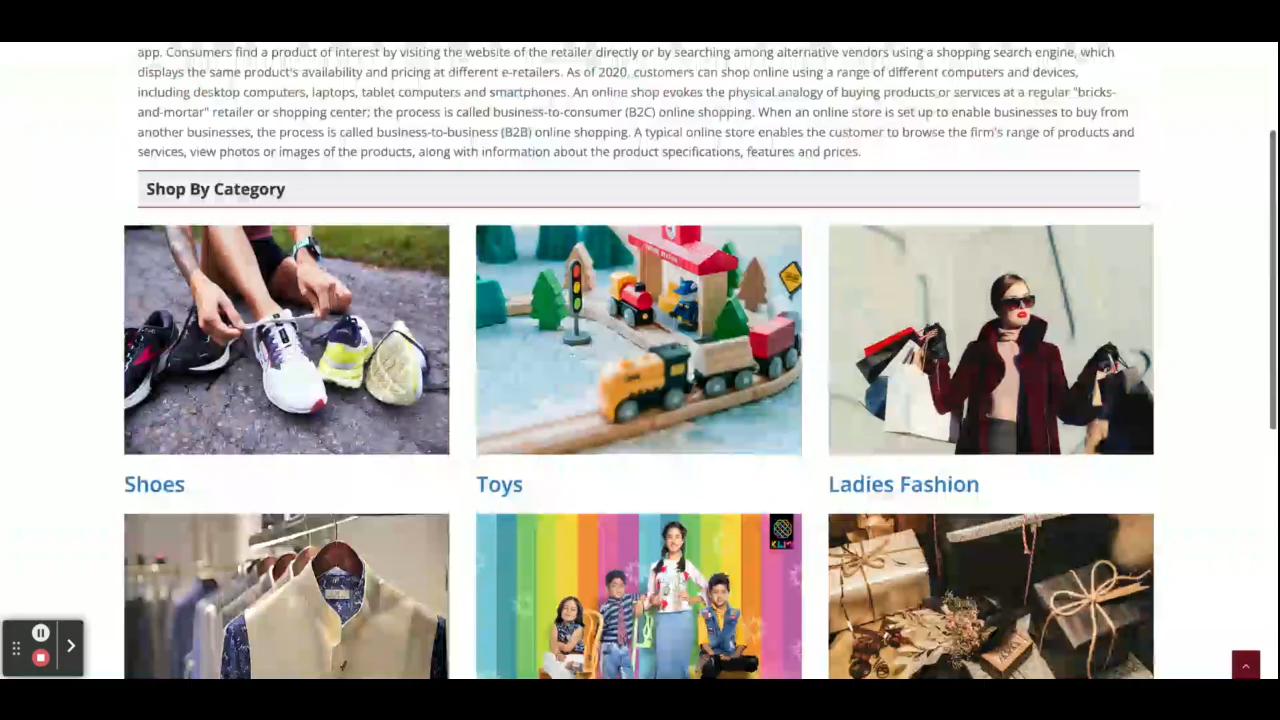 app. Consumers find a product of interest by visiting the website of the retailer directly or by searching among alternative vendors using a shopping search engine, which
displays the same product's availability and pricing at different e-retailers. As of 2020, customers can shop online using a range of different computers and devices,
including desktop computers, laptops, tablet computers and smartphones. An online shop evokes the physical analogy of buying products or services at a regular "bricks-
and-mortar" retailer or shopping center; the process is called business-to-consumer (B2C) online shopping. When an online store is set up to enable businesses to buy from
another businesses, the process is called business-to-business (B2B) online shopping. A typical online store enables the customer to browse the firm's range of products and
services, view photos or images of the products, along with information about the product specifications, features and prices.
Shop By Category
Shoes
Toys
Ladies Fashion